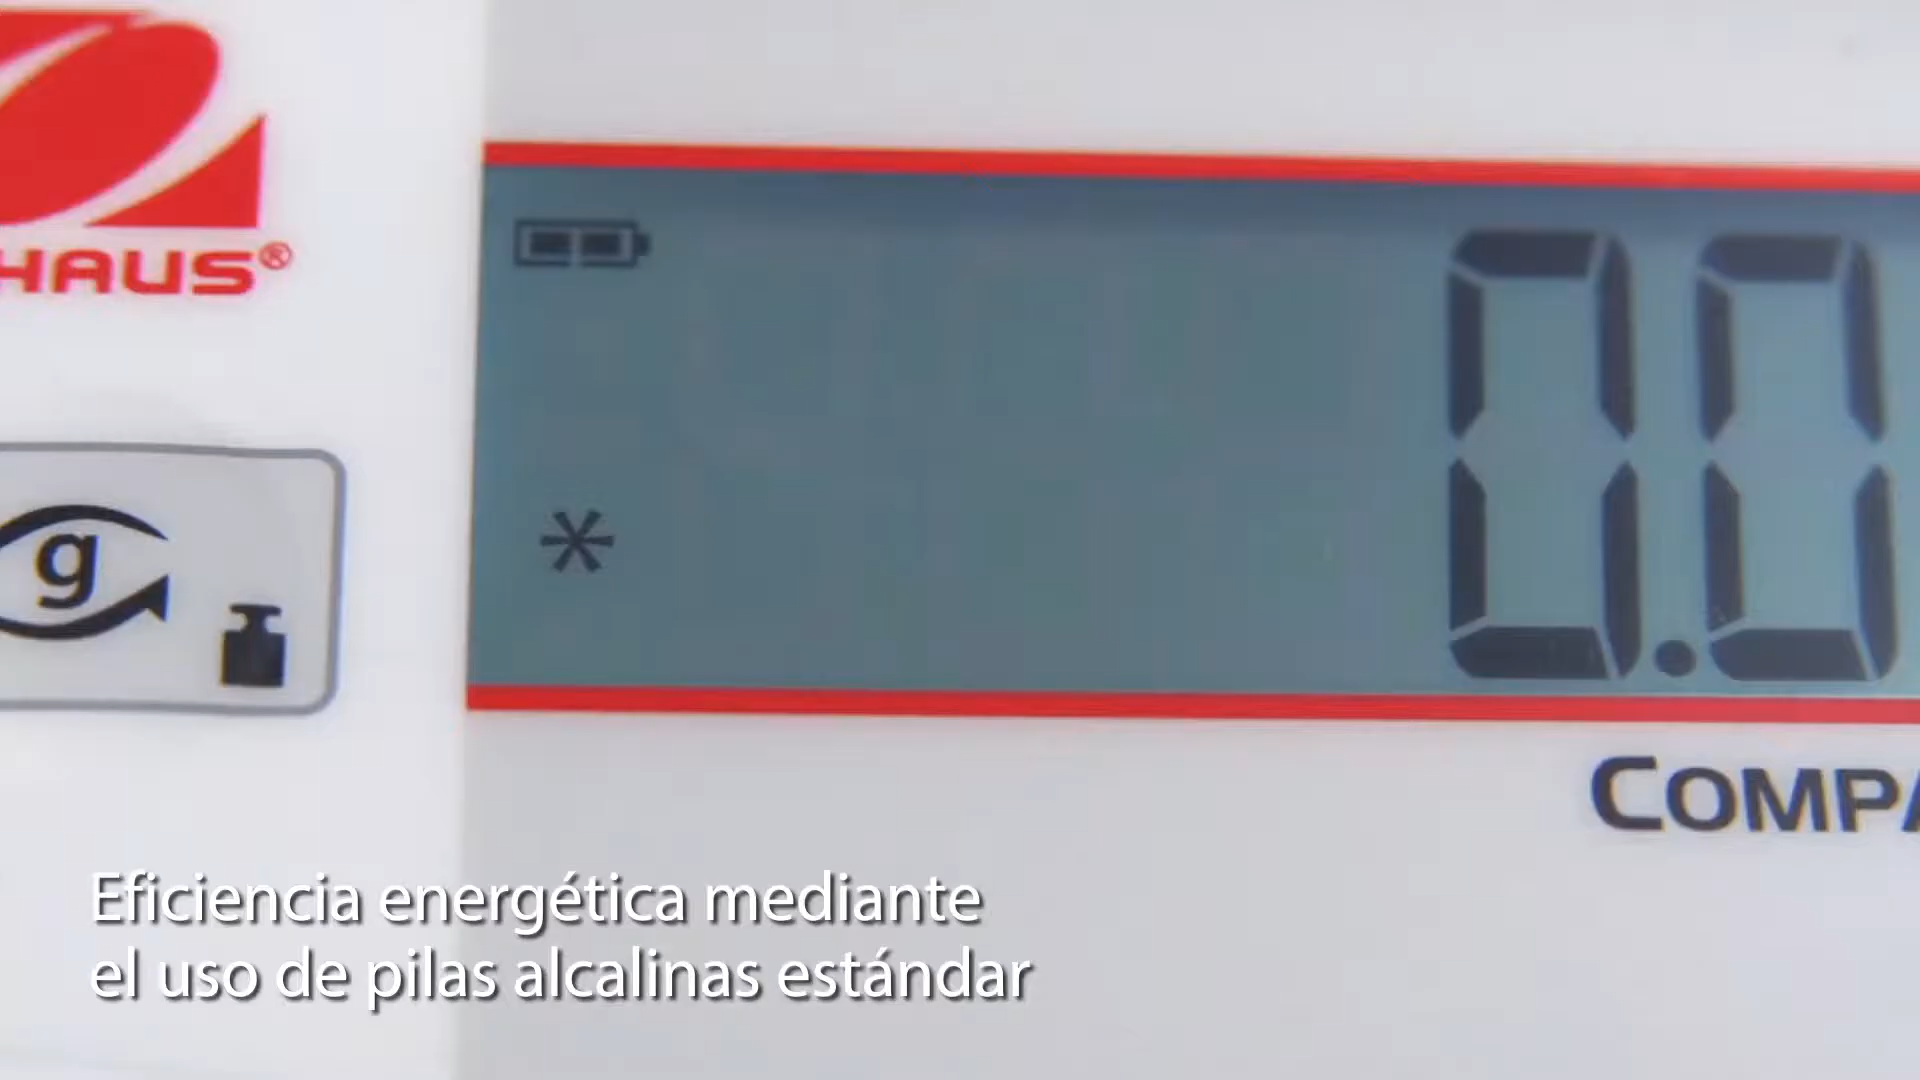 HAUS®
0.0
*
g
COMPA
Eficiencia energética mediante
el uso de pilas alcalinas estándar